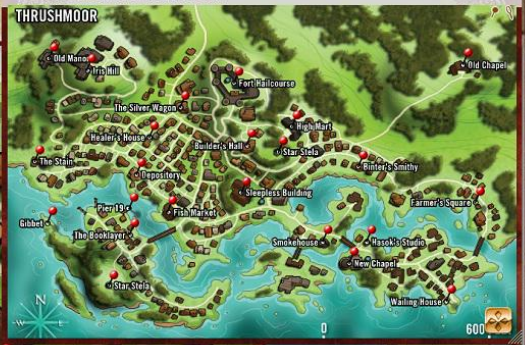 THRUSHMOOR
Old Manor
Iris Hill
Old Chapel
Fort Hailcourse
The Silver Wagon
High Mart
Healer's House
Builder's Hall
Star Stela
The Stain
Binter's Smithy
Depository
Sleepless Building
Farmer's Square
Pier 19
Fish Market
Gibbet
The Booklayer
Smokehouse
Hasok's Studio
New Chapel
Star Stela
Wailing House
N
W
E
S
0
600